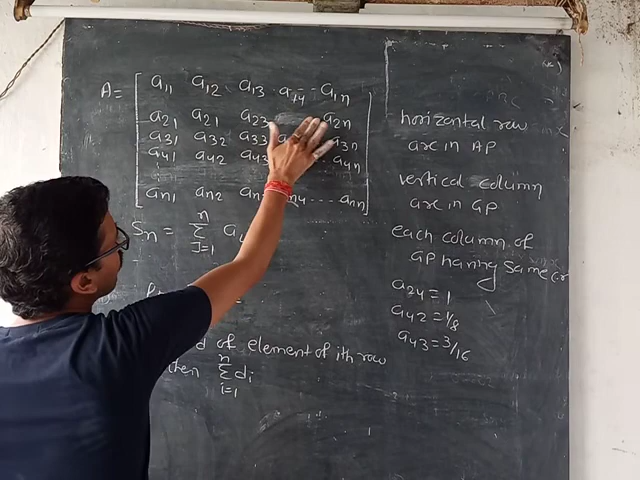 A = a11 a12 a13 a14 ... a1n
a21 a21 a23 a2n
a31 a32 a33 a3n
a41 a42 a43 a4n
an1 an2 an4 ... ann
Sn = n Σ J=1 a
d of element of ith row
then n Σ i=1 di
horizontal row
are in AP
vertical column
are in GP
each column of
GP having same c.r
a24 = 1
a42 = 1/8
a43 = 3/16